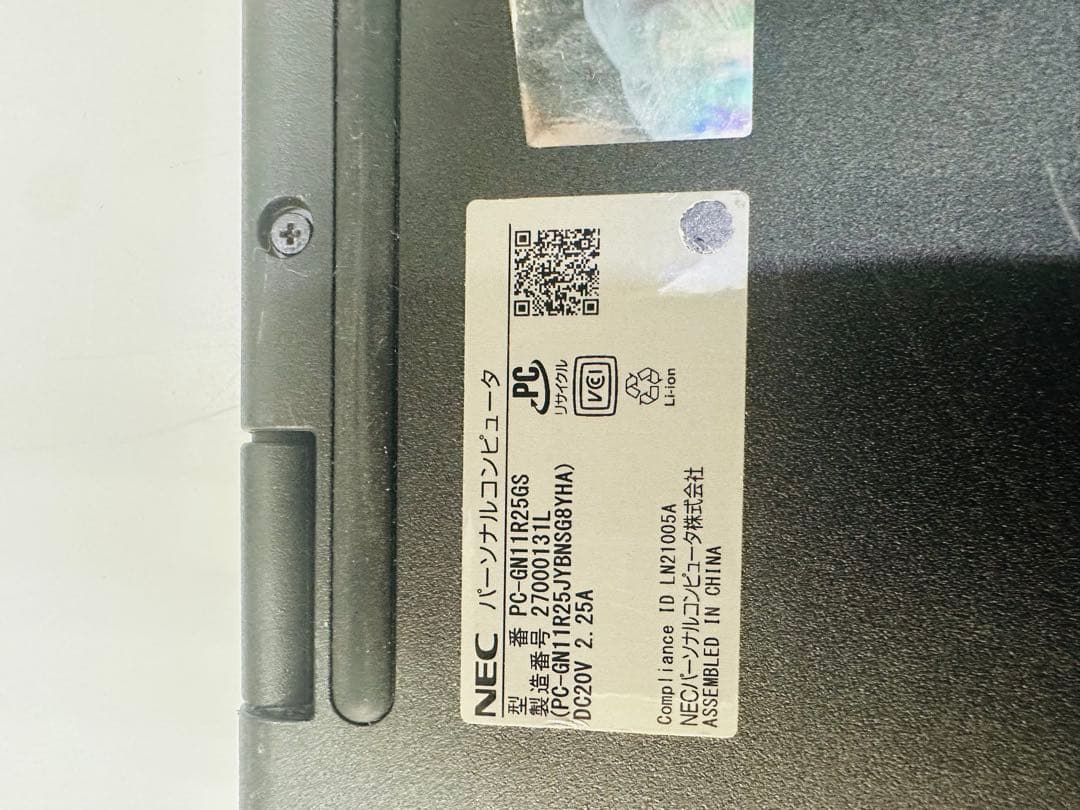 NEC パーソナルコンピュータ
型 番 PC-GN11R25GS
製造番号 27000131L
(PC-GN11R25JYBNSG8YHA)
DC20V 2.25A
PC
リサイクル
VCI
Li-ion
Compliance ID LN21005A
NECパーソナルコンピュータ株式会社
ASSEMBLED IN CHINA